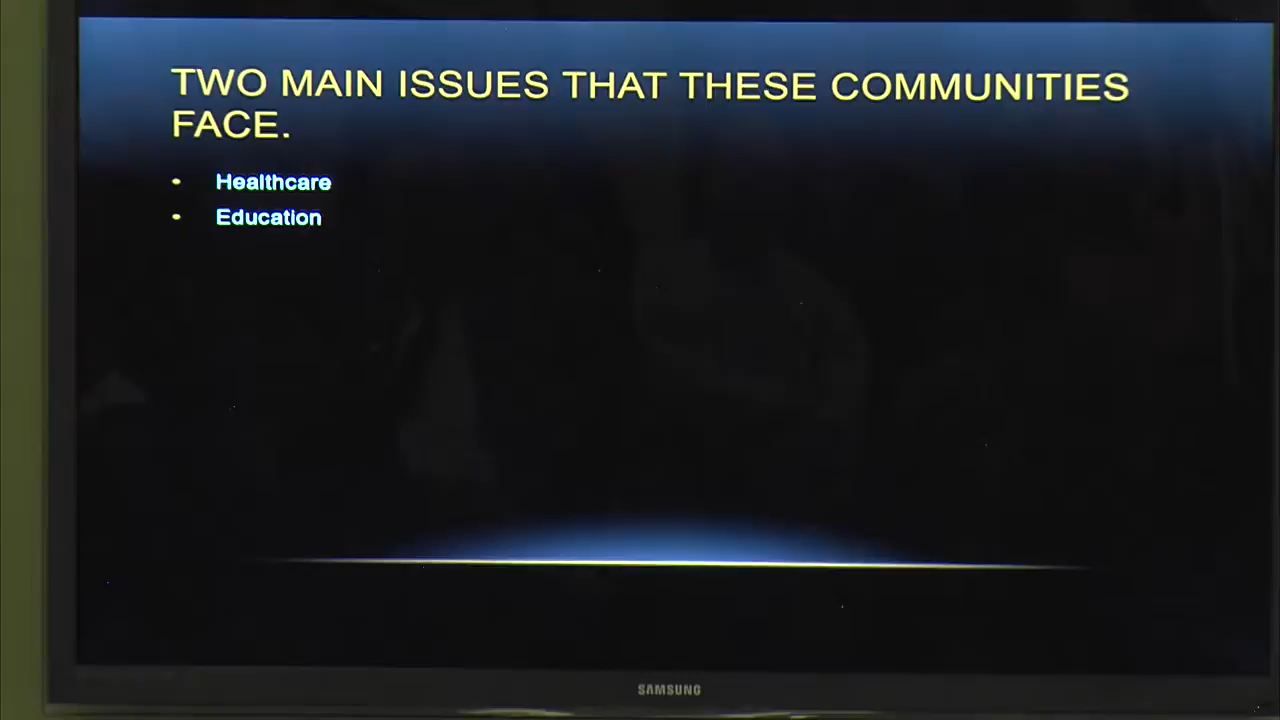 TWO MAIN ISSUES THAT THESE COMMUNITIES
FACE.
• Healthcare
• Education
SAMSUNG